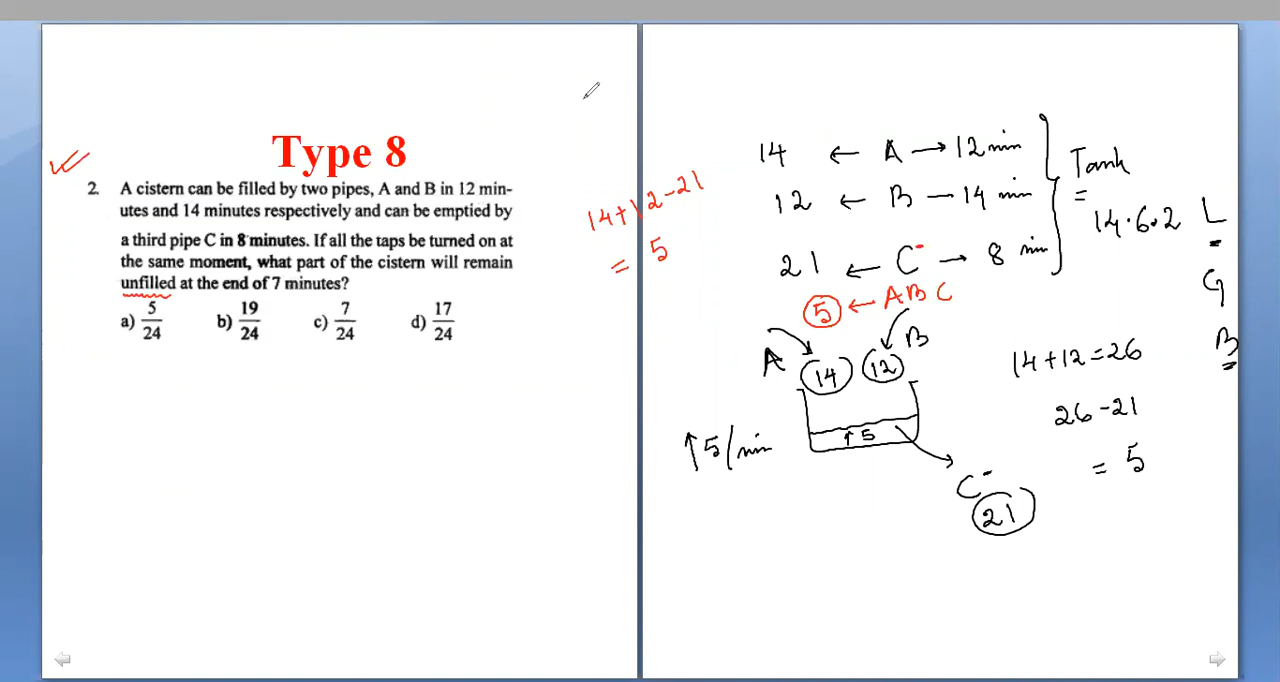 Type 8
2. A cistern can be filled by two pipes, A and B in 12 min-
utes and 14 minutes respectively and can be emptied by
a third pipe C in 8 minutes. If all the taps be turned on at
the same moment, what part of the cistern will remain
unfilled at the end of 7 minutes?
a) 5/24 b) 19/24 c) 7/24 d) 17/24
14+12-21
= 5
14 ← A → 12 min
12 ← B — 14 min
21 ← C⁻ → 8 min
5 ← A B C
Tank
=
14·6·2 L
G
B
A 14 12 B
↑ 5
↑5/min
C⁻
21
14+12=26
26-21
= 5